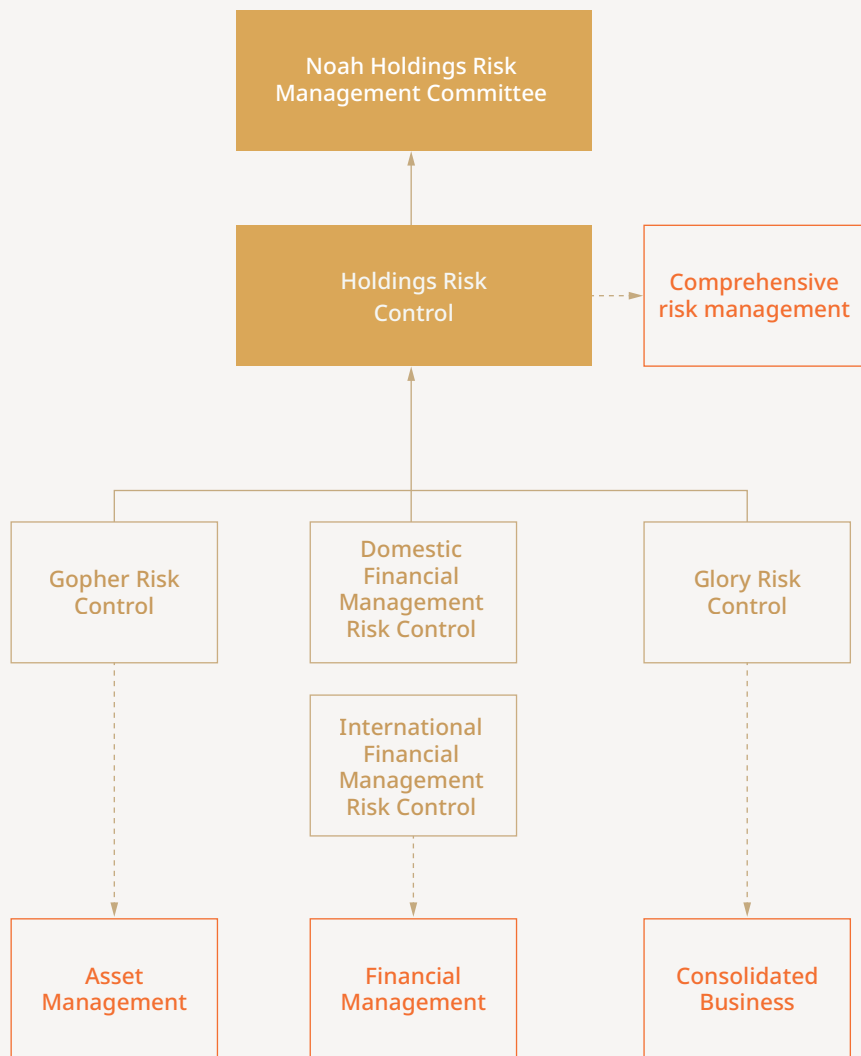 Noah Holdings Risk
Management Committee
Holdings Risk
Control
Comprehensive
risk management
Gopher Risk
Control
Domestic
Financial
Management
Risk Control
Glory Risk
Control
International
Financial
Management
Risk Control
Asset
Management
Financial
Management
Consolidated
Business